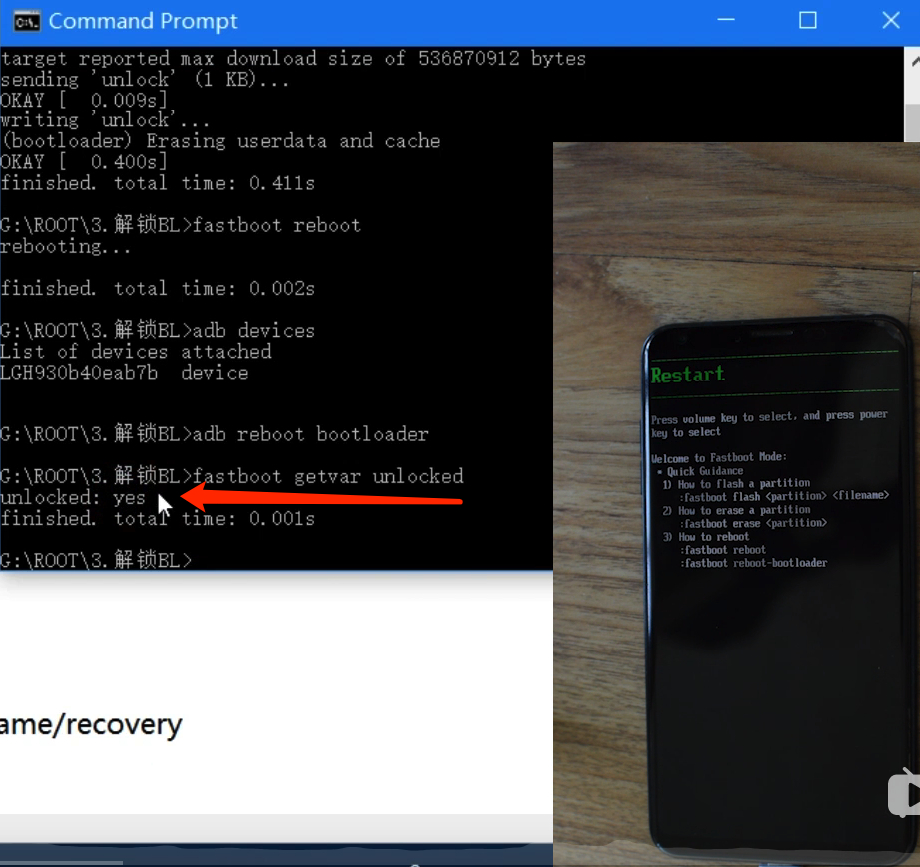 Command Prompt
target reported max download size of 536870912 bytes
sending 'unlock' (1 KB)...
OKAY [  0.009s]
writing 'unlock'...
(bootloader) Erasing userdata and cache
OKAY [  0.400s]
finished. total time: 0.411s
G:\ROOT\3.解锁BL>fastboot reboot
rebooting...
finished. total time: 0.002s
G:\ROOT\3.解锁BL>adb devices
List of devices attached
LGH930b40eab7b  device
G:\ROOT\3.解锁BL>adb reboot bootloader
G:\ROOT\3.解锁BL>fastboot getvar unlocked
unlocked: yes
finished. total time: 0.001s
G:\ROOT\3.解锁BL>
ame/recovery
Restart
Press volume key to select, and press power
key to select
Welcome to Fastboot Mode:
• Quick Guidance
1) How to flash a partition
:fastboot flash <partition> <filename>
2) How to erase a partition
:fastboot erase <partition>
3) How to reboot
:fastboot reboot
:fastboot reboot-bootloader